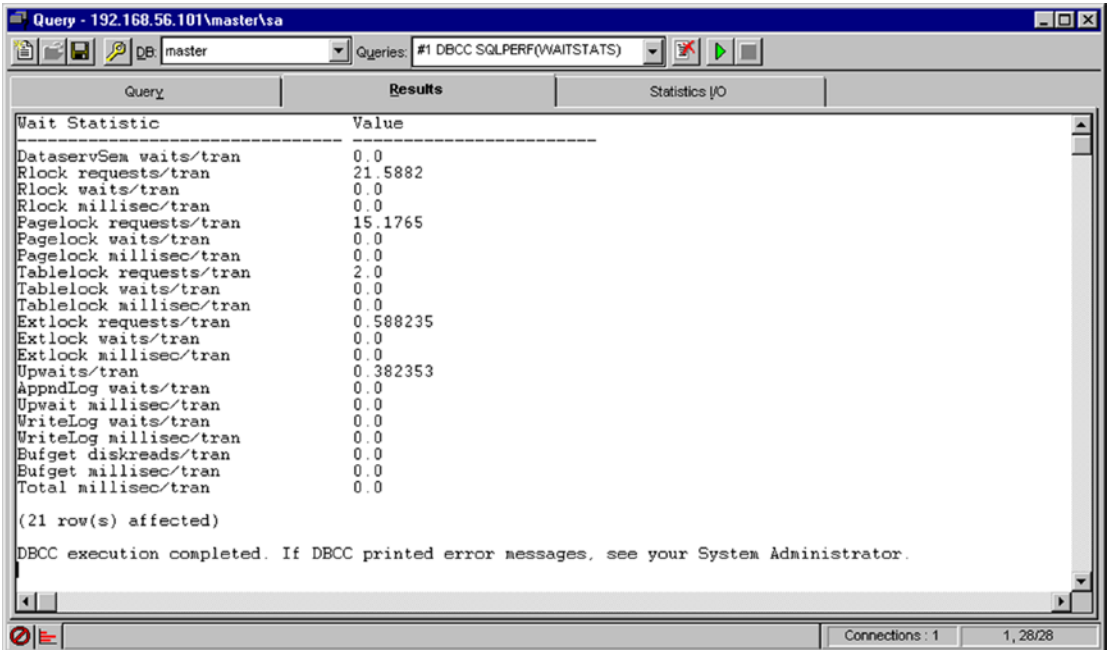 Query - 192.168.56.101\master\sa
DB: master Queries: #1 DBCC SQLPERF(WAITSTATS)
Query Results Statistics I/O
Wait Statistic Value
-------------------------------- ------------------------
DataservSem waits/tran 0.0
Rlock requests/tran 21.5882
Rlock waits/tran 0.0
Rlock millisec/tran 0.0
Pagelock requests/tran 15.1765
Pagelock waits/tran 0.0
Pagelock millisec/tran 0.0
Tablelock requests/tran 2.0
Tablelock waits/tran 0.0
Tablelock millisec/tran 0.0
Extlock requests/tran 0.588235
Extlock waits/tran 0.0
Extlock millisec/tran 0.0
Upwaits/tran 0.382353
AppndLog waits/tran 0.0
Upwait millisec/tran 0.0
WriteLog waits/tran 0.0
WriteLog millisec/tran 0.0
Bufget diskreads/tran 0.0
Bufget millisec/tran 0.0
Total millisec/tran 0.0
(21 row(s) affected)
DBCC execution completed. If DBCC printed error messages, see your System Administrator.
Connections : 1 1, 28/28